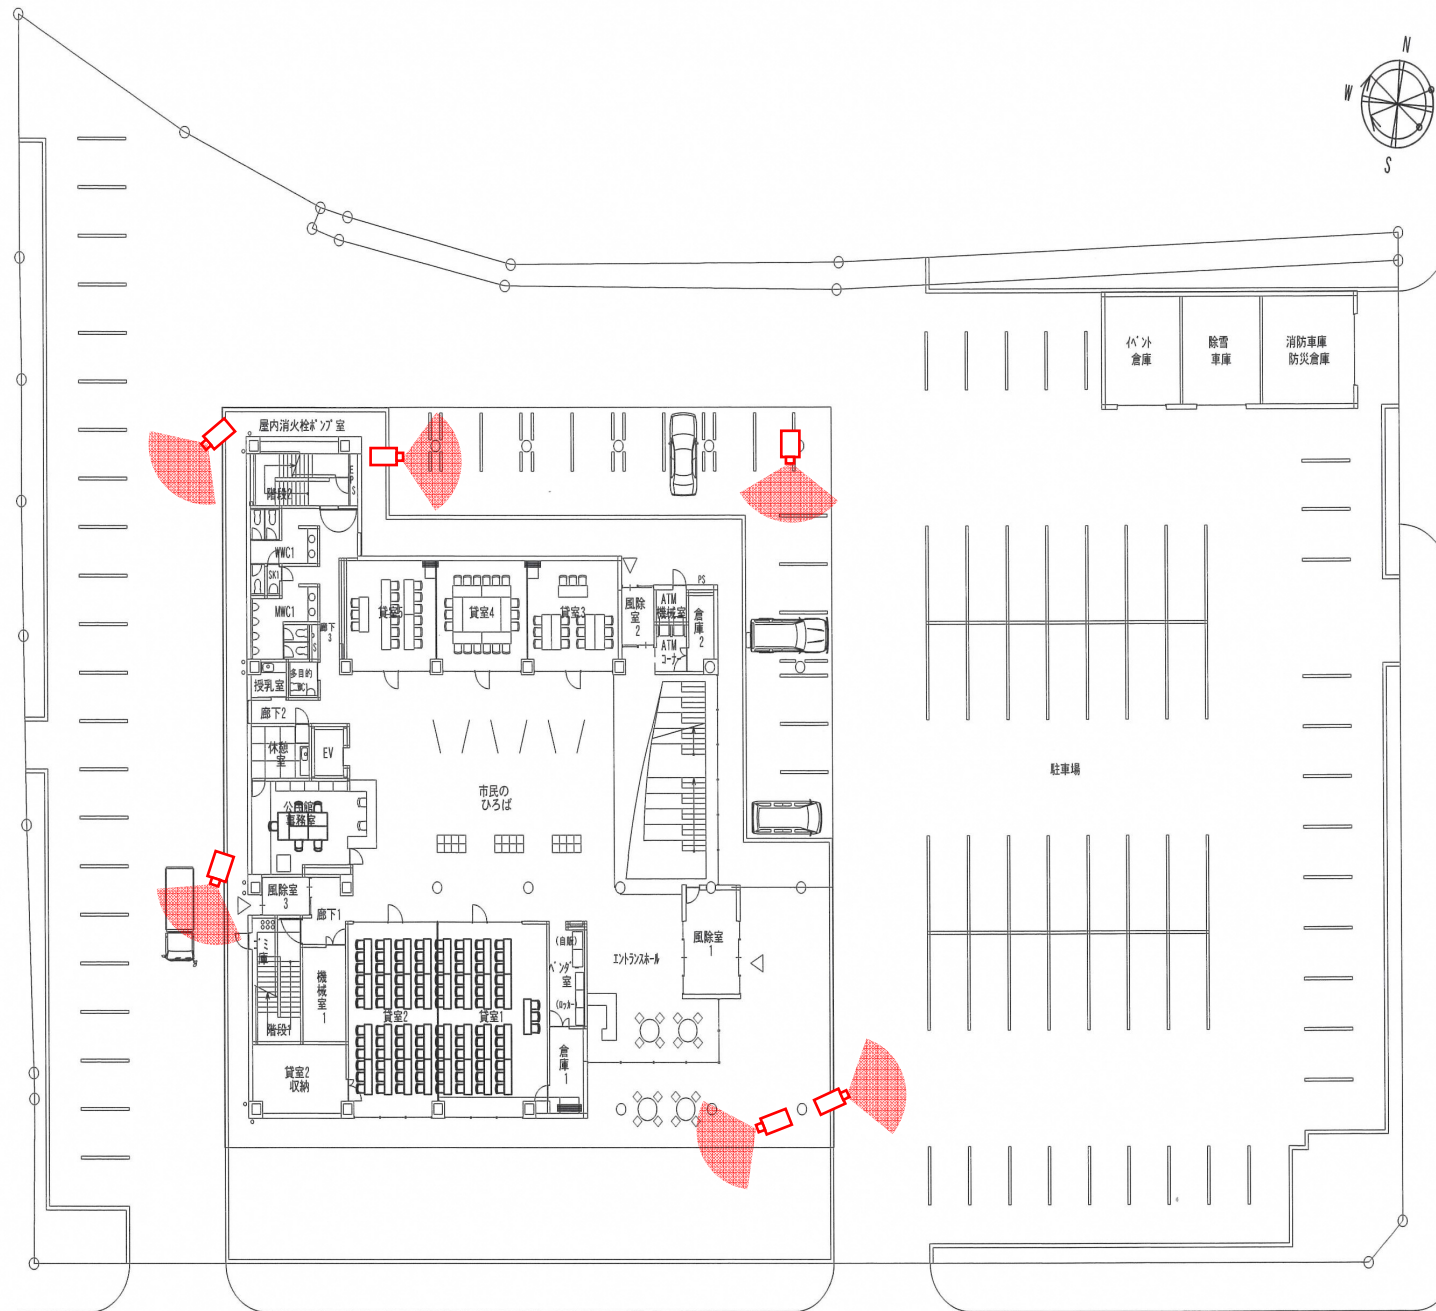 N
W
S
イベント
倉庫
除雪
車庫
消防車庫
防災倉庫
屋内消火栓ポンプ室
EPS
階段2
WWC1
SK1
MWC1
廊下
3
PS
貸室5
貸室4
貸室3
風除
室
2
ATM
機械室
ATM
コーナー
PS
倉庫
2
授乳室
多目的
WC1
廊下2
休憩
室
EV
市民の
ひろば
駐車場
公民館
事務室
風除室
3
廊下1
ゴミ
庫
機械室
1
階段1
貸室2
貸室1
(自販)
ベンダー
室
(ロッカー)
エントランスホール
風除室
1
倉庫
1
貸室2
収納